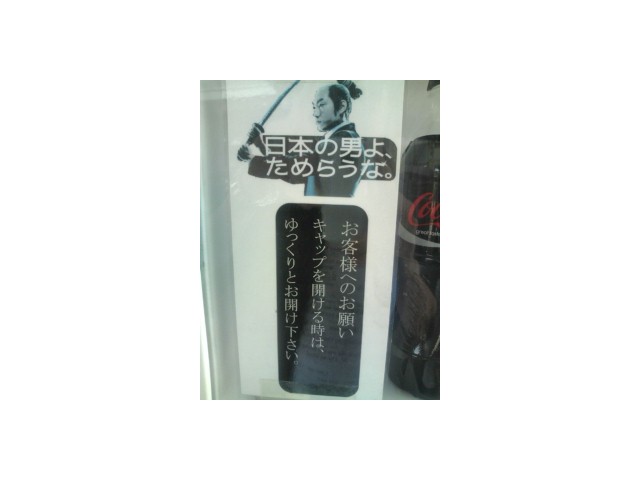 日本の男よ、
ためらうな。
お客様へのお願い
キャップを開ける時は、
ゆっくりとお開け下さい。